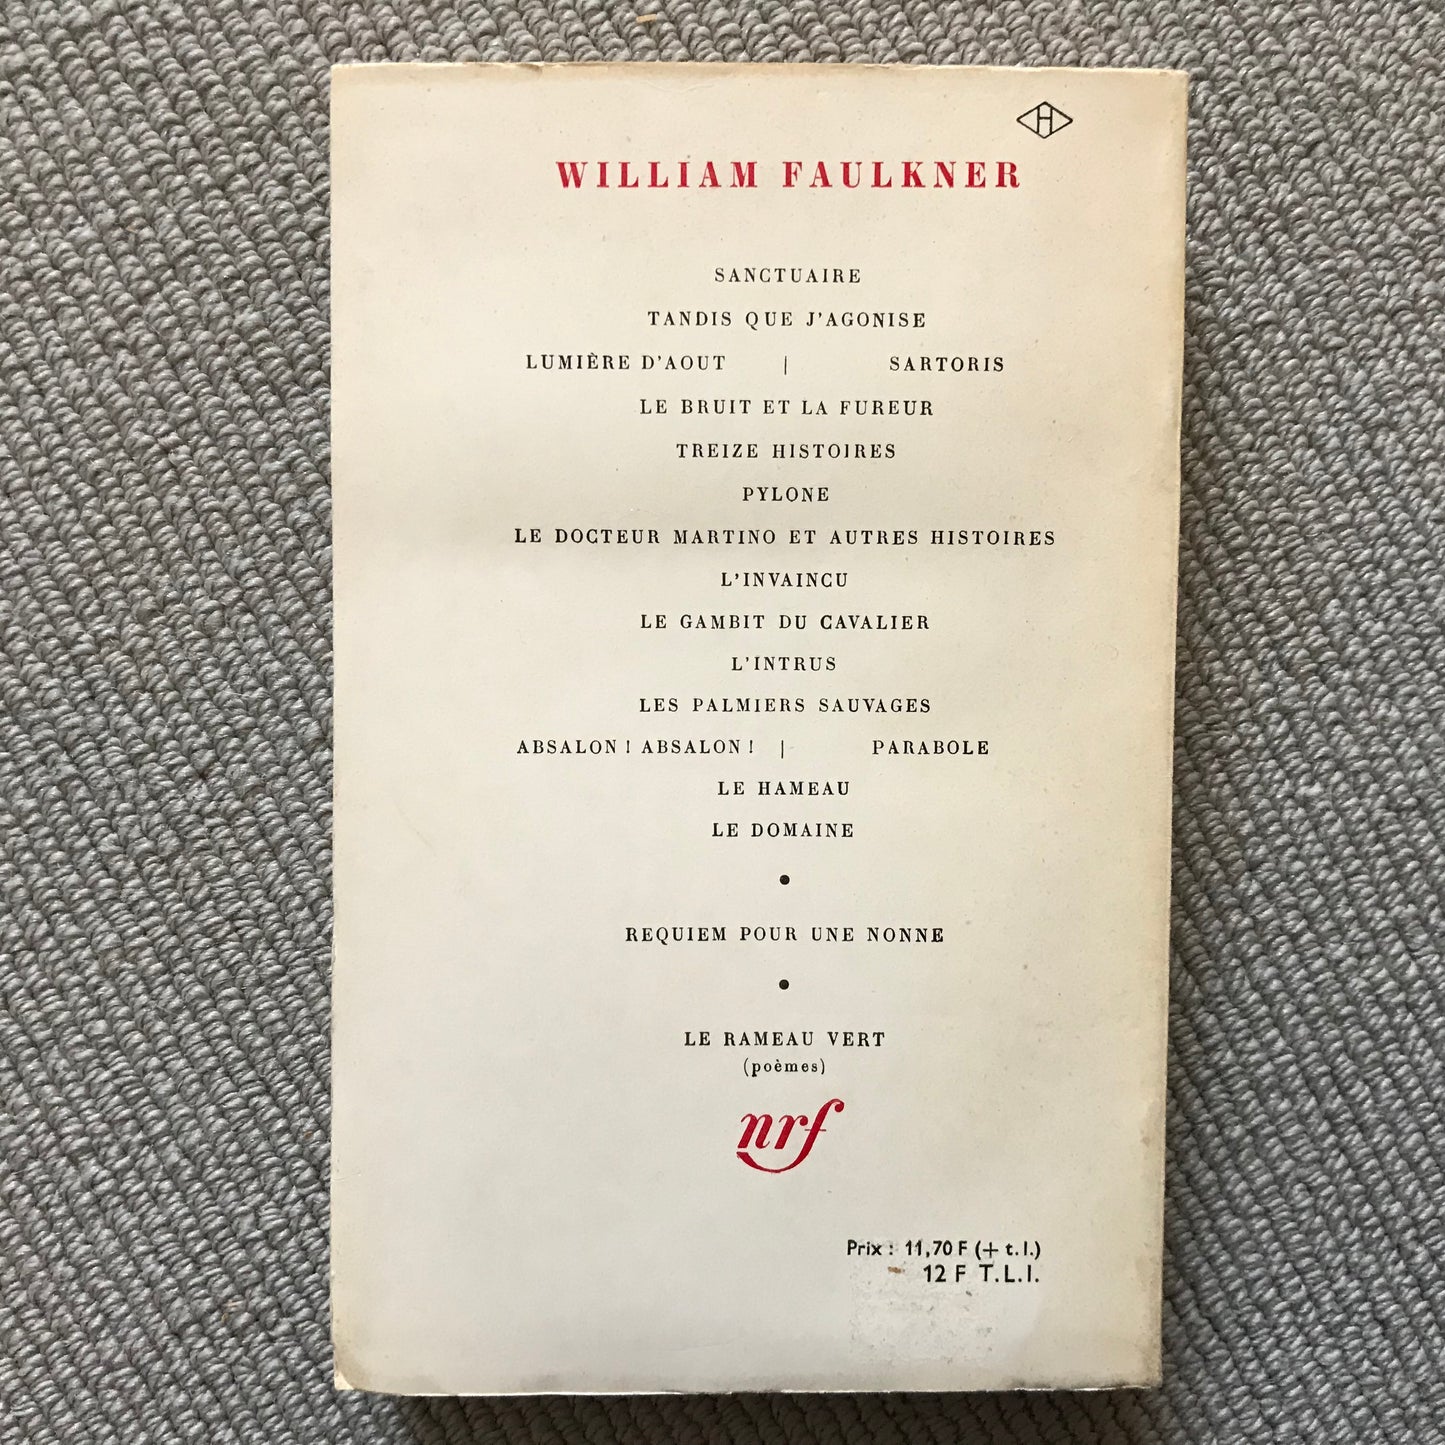 H
WILLIAM FAULKNER
SANCTUAIRE
TANDIS QUE J'AGONISE
LUMIÈRE D'AOUT | SARTORIS
LE BRUIT ET LA FUREUR
TREIZE HISTOIRES
PYLONE
LE DOCTEUR MARTINO ET AUTRES HISTOIRES
L'INVAINCU
LE GAMBIT DU CAVALIER
L'INTRUS
LES PALMIERS SAUVAGES
ABSALON ! ABSALON ! | PARABOLE
LE HAMEAU
LE DOMAINE
•
REQUIEM POUR UNE NONNE
•
LE RAMEAU VERT
(poèmes)
nrf
Prix : 11,70 F (+ t.l.)
12 F T.L.I.